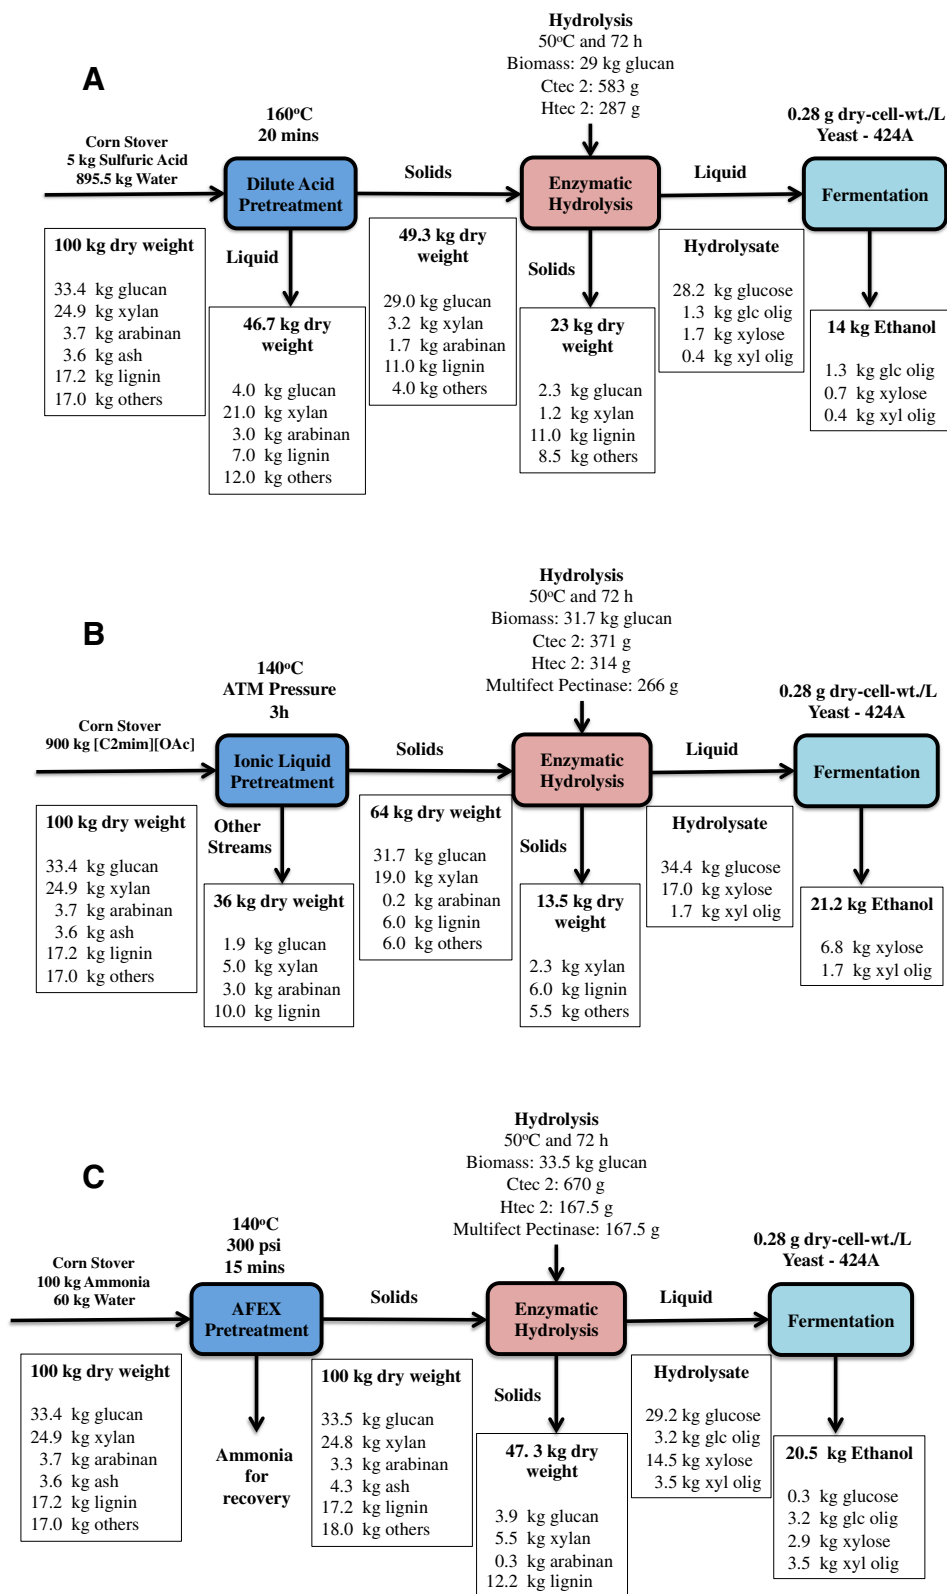 Hydrolysis
50°C and 72 h
Biomass: 29 kg glucan
Ctec 2: 583 g
Htec 2: 287 g
A
160°C
20 mins
0.28 g dry-cell-wt./L
Yeast - 424A
Corn Stover
5 kg Sulfuric Acid
895.5 kg Water
Dilute Acid
Pretreatment
Solids
Enzymatic
Hydrolysis
Liquid
Fermentation
100 kg dry weight
33.4 kg glucan
24.9 kg xylan
3.7 kg arabinan
3.6 kg ash
17.2 kg lignin
17.0 kg others
Liquid
46.7 kg dry
weight
4.0 kg glucan
21.0 kg xylan
3.0 kg arabinan
7.0 kg lignin
12.0 kg others
49.3 kg dry
weight
29.0 kg glucan
3.2 kg xylan
1.7 kg arabinan
11.0 kg lignin
4.0 kg others
Solids
23 kg dry
weight
2.3 kg glucan
1.2 kg xylan
11.0 kg lignin
8.5 kg others
Hydrolysate
28.2 kg glucose
1.3 kg glc olig
1.7 kg xylose
0.4 kg xyl olig
14 kg Ethanol
1.3 kg glc olig
0.7 kg xylose
0.4 kg xyl olig
Hydrolysis
50°C and 72 h
Biomass: 31.7 kg glucan
Ctec 2: 371 g
Htec 2: 314 g
Multifect Pectinase: 266 g
B
140°C
ATM Pressure
3h
0.28 g dry-cell-wt./L
Yeast - 424A
Corn Stover
900 kg [C2mim][OAc]
Ionic Liquid
Pretreatment
Solids
Enzymatic
Hydrolysis
Liquid
Fermentation
100 kg dry weight
33.4 kg glucan
24.9 kg xylan
3.7 kg arabinan
3.6 kg ash
17.2 kg lignin
17.0 kg others
Other
Streams
36 kg dry weight
1.9 kg glucan
5.0 kg xylan
3.0 kg arabinan
10.0 kg lignin
64 kg dry weight
31.7 kg glucan
19.0 kg xylan
0.2 kg arabinan
6.0 kg lignin
6.0 kg others
Solids
13.5 kg dry
weight
2.3 kg xylan
6.0 kg lignin
5.5 kg others
Hydrolysate
34.4 kg glucose
17.0 kg xylose
1.7 kg xyl olig
21.2 kg Ethanol
6.8 kg xylose
1.7 kg xyl olig
Hydrolysis
50°C and 72 h
Biomass: 33.5 kg glucan
Ctec 2: 670 g
Htec 2: 167.5 g
Multifect Pectinase: 167.5 g
C
140°C
300 psi
15 mins
0.28 g dry-cell-wt./L
Yeast - 424A
Corn Stover
100 kg Ammonia
60 kg Water
AFEX
Pretreatment
Solids
Enzymatic
Hydrolysis
Liquid
Fermentation
100 kg dry weight
33.4 kg glucan
24.9 kg xylan
3.7 kg arabinan
3.6 kg ash
17.2 kg lignin
17.0 kg others
Ammonia
for
recovery
100 kg dry weight
33.5 kg glucan
24.8 kg xylan
3.3 kg arabinan
4.3 kg ash
17.2 kg lignin
18.0 kg others
Solids
47. 3 kg dry
weight
3.9 kg glucan
5.5 kg xylan
0.3 kg arabinan
12.2 kg lignin
Hydrolysate
29.2 kg glucose
3.2 kg glc olig
14.5 kg xylose
3.5 kg xyl olig
20.5 kg Ethanol
0.3 kg glucose
3.2 kg glc olig
2.9 kg xylose
3.5 kg xyl olig